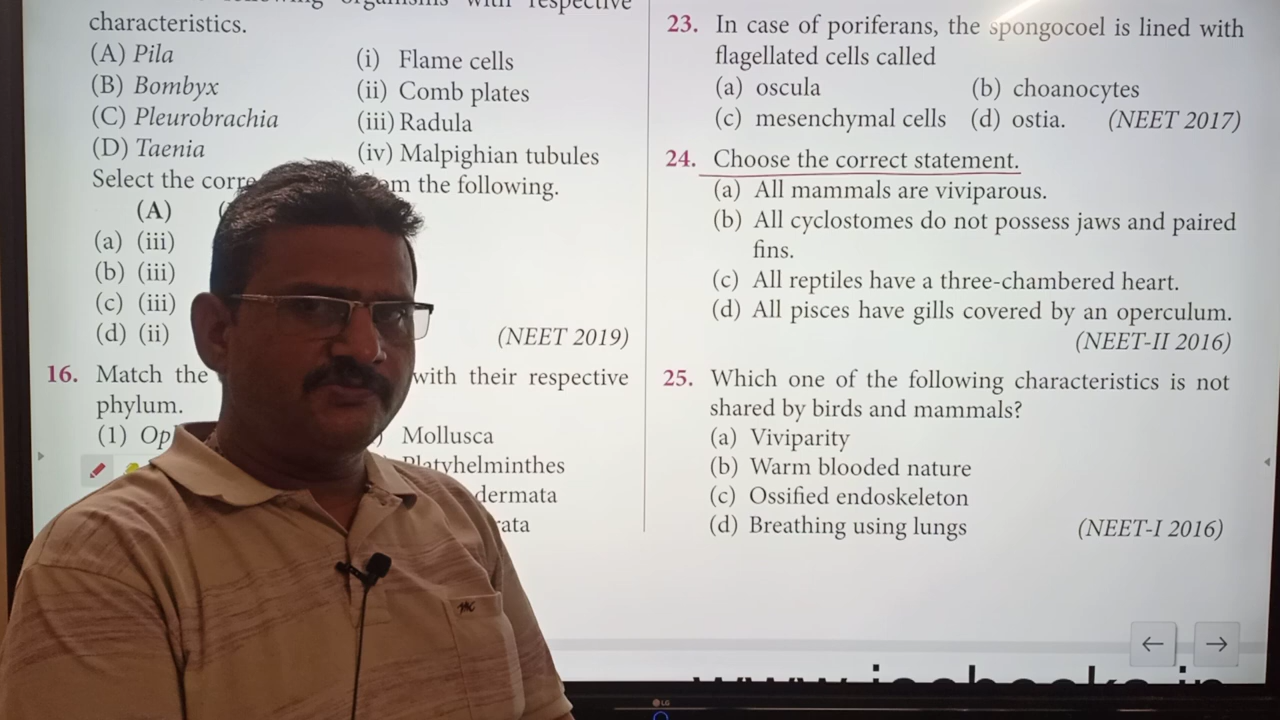 organisms with respective
characteristics.
(A) Pila (i) Flame cells
(B) Bombyx (ii) Comb plates
(C) Pleurobrachia (iii) Radula
(D) Taenia (iv) Malpighian tubules
Select the from the following.
(A)
(a) (iii)
(b) (iii)
(c) (iii)
(d) (ii) (NEET 2019)
16. Match the with their respective
phylum.
(1) Mollusca
Platyhelminthes
23. In case of poriferans, the spongocoel is lined with
flagellated cells called
(a) oscula (b) choanocytes
(c) mesenchymal cells (d) ostia. (NEET 2017)
24. Choose the correct statement.
(a) All mammals are viviparous.
(b) All cyclostomes do not possess jaws and paired
fins.
(c) All reptiles have a three-chambered heart.
(d) All pisces have gills covered by an operculum.
(NEET-II 2016)
25. Which one of the following characteristics is not
shared by birds and mammals?
(a) Viviparity
(b) Warm blooded nature
(c) Ossified endoskeleton
(d) Breathing using lungs (NEET-I 2016)
LG